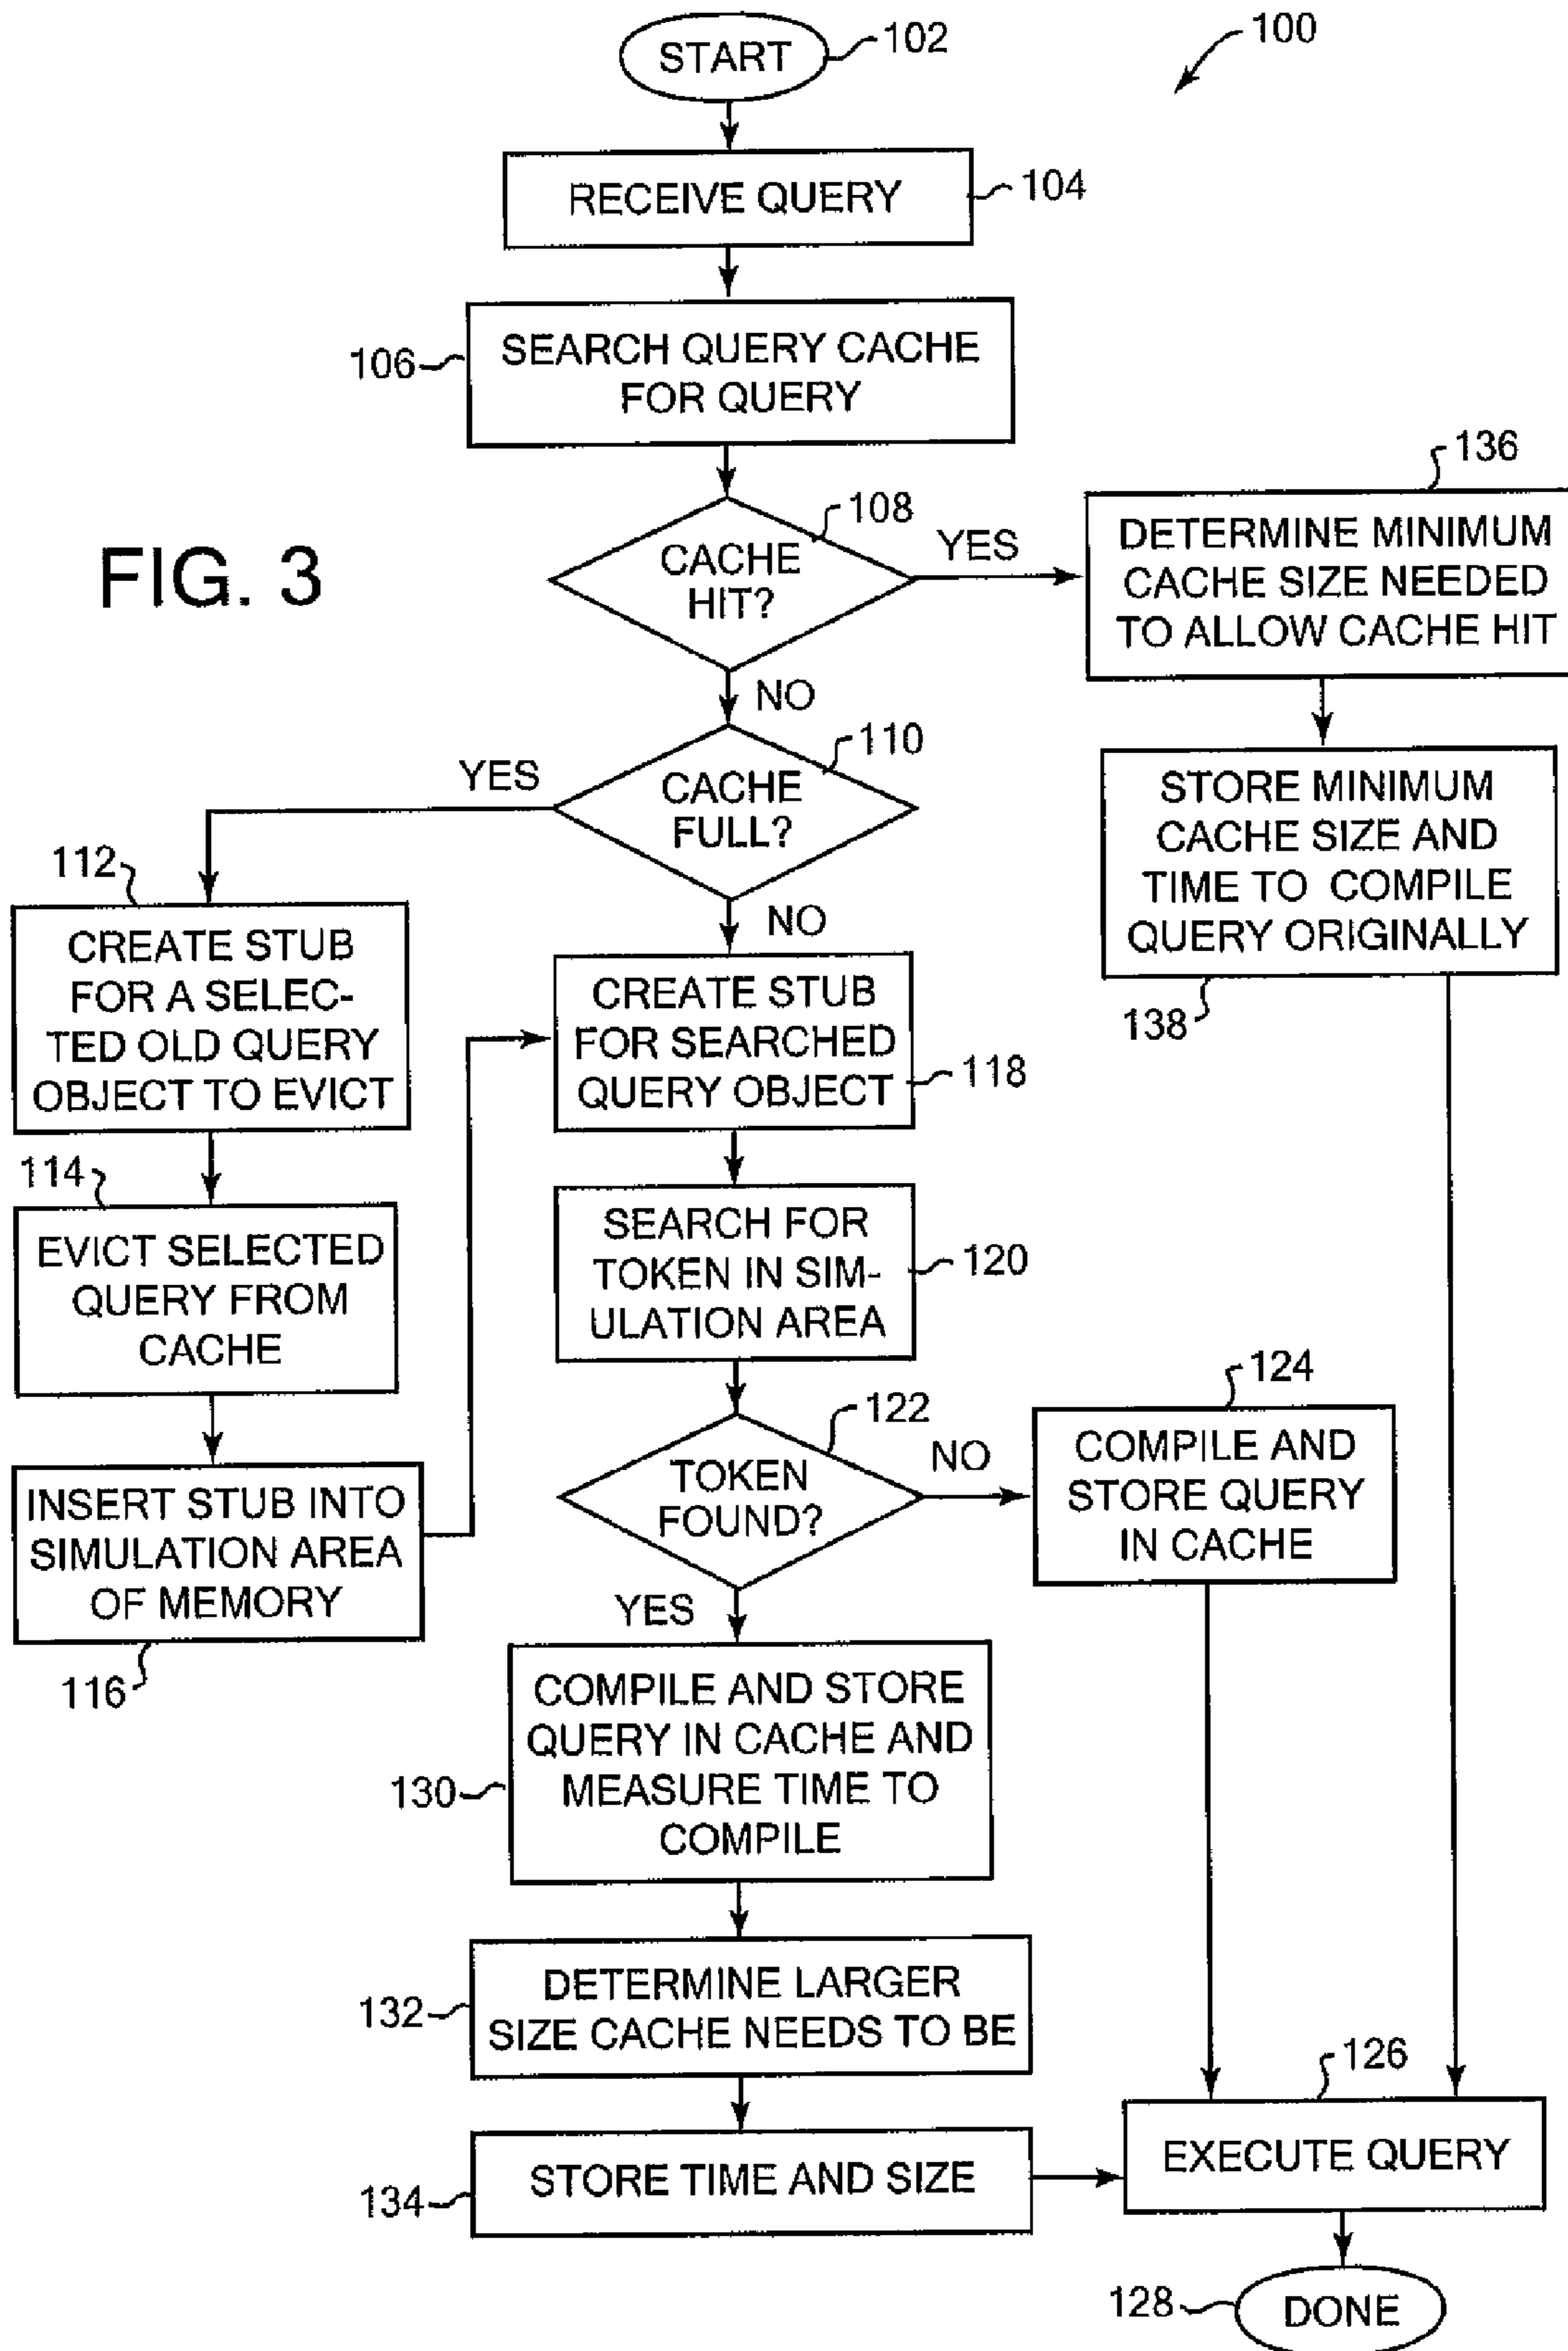 START
102
100
RECEIVE QUERY
104
SEARCH QUERY CACHE
FOR QUERY
106
FIG. 3
CACHE
HIT?
108
YES
NO
136
DETERMINE MINIMUM
CACHE SIZE NEEDED
TO ALLOW CACHE HIT
STORE MINIMUM
CACHE SIZE AND
TIME TO COMPILE
QUERY ORIGINALLY
138
CACHE
FULL?
110
YES
NO
112
CREATE STUB
FOR A SELEC-
TED OLD QUERY
OBJECT TO EVICT
114
EVICT SELECTED
QUERY FROM
CACHE
INSERT STUB INTO
SIMULATION AREA
OF MEMORY
116
CREATE STUB
FOR SEARCHED
QUERY OBJECT
118
SEARCH FOR
TOKEN IN SIM-
ULATION AREA
120
TOKEN
FOUND?
122
NO
YES
124
COMPILE AND
STORE QUERY
IN CACHE
COMPILE AND STORE
QUERY IN CACHE AND
MEASURE TIME TO
COMPILE
130
DETERMINE LARGER
SIZE CACHE NEEDS TO BE
132
STORE TIME AND SIZE
134
126
EXECUTE QUERY
128
DONE